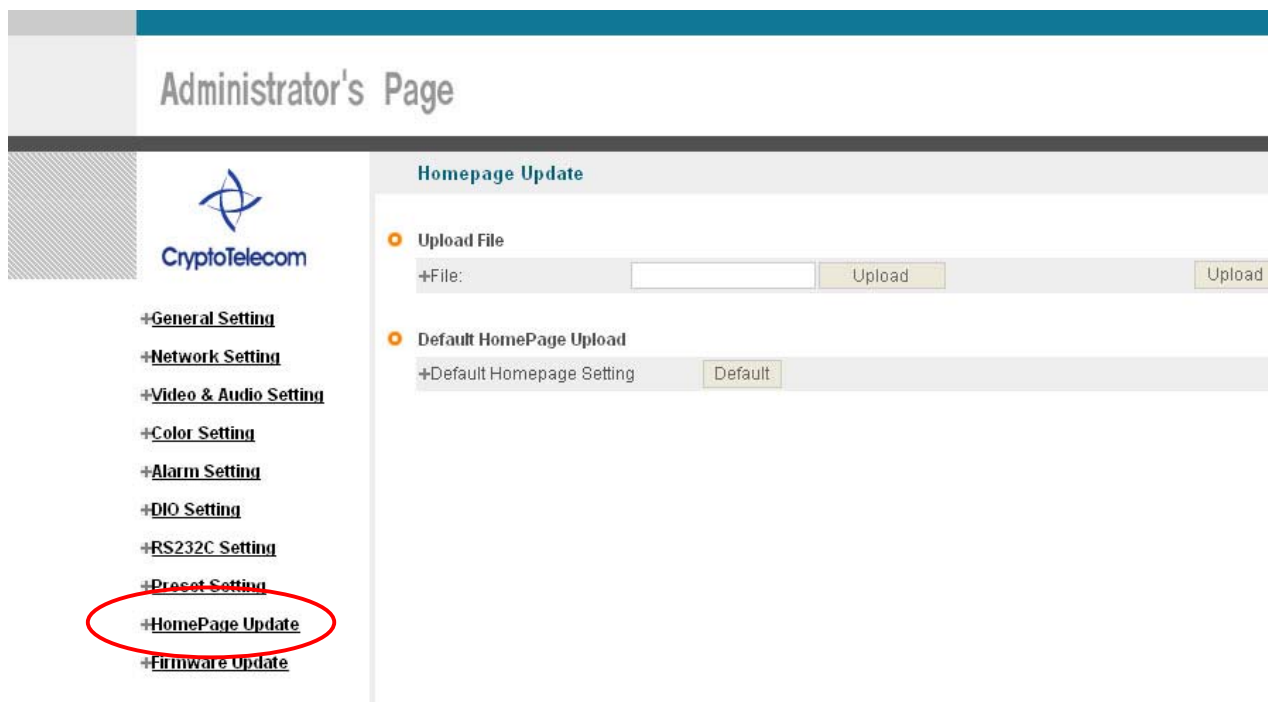 Administrator's Page
CryptoTelecom
+General Setting
+Network Setting
+Video & Audio Setting
+Color Setting
+Alarm Setting
+DIO Setting
+RS232C Setting
+Preset Setting
+HomePage Update
+Firmware Update
Homepage Update
Upload File
+File: Upload Upload
Default HomePage Upload
+Default Homepage Setting Default